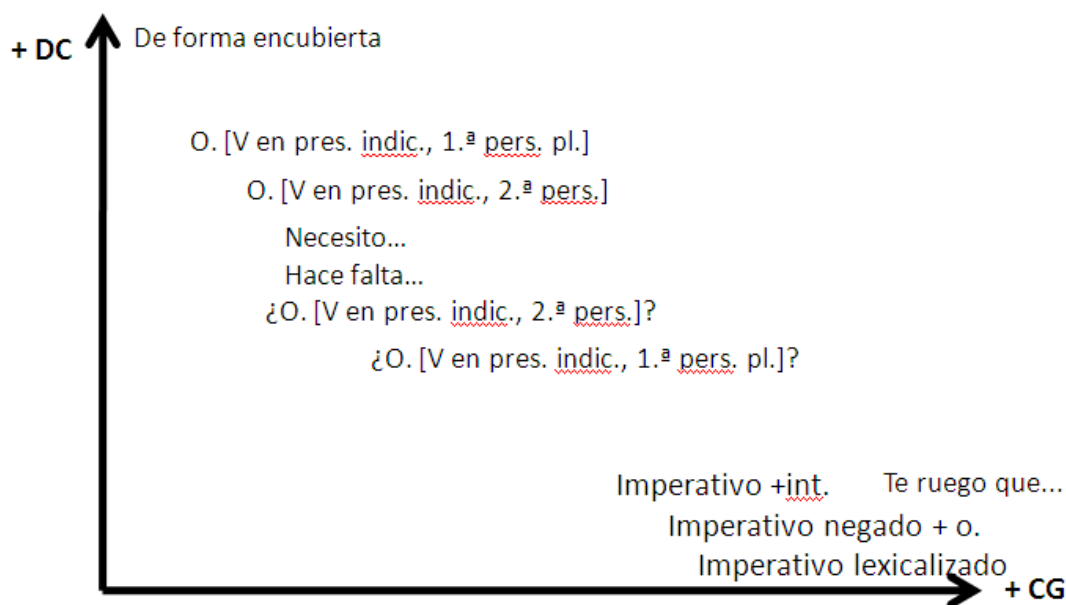 + DC
De forma encubierta
O. [V en pres. indic., 1.ª pers. pl.]
O. [V en pres. indic., 2.ª pers.]
Necesito...
Hace falta...
¿O. [V en pres. indic., 2.ª pers.]?
¿O. [V en pres. indic., 1.ª pers. pl.]?
Imperativo +int. Te ruego que...
Imperativo negado + o.
Imperativo lexicalizado
+ CG